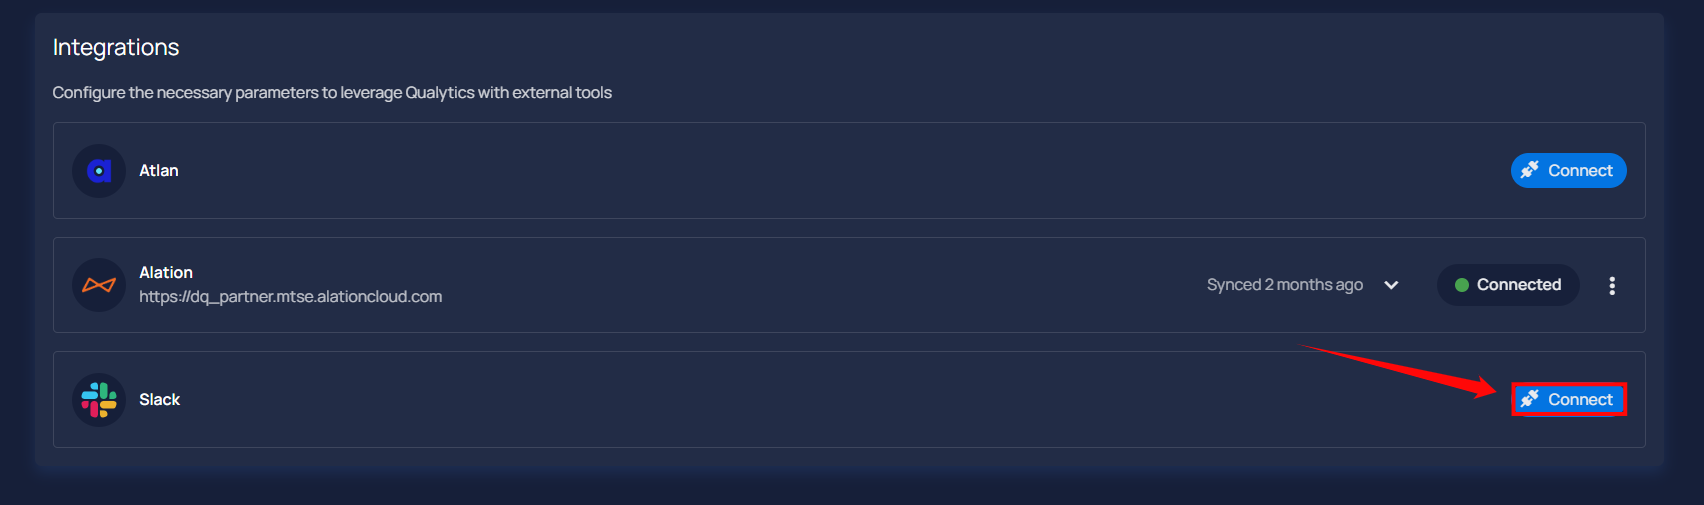 Integrations
Configure the necessary parameters to leverage Qualytics with external tools
Atlan
Connect
Alation
https://dq_partner.mtse.alationcloud.com
Synced 2 months ago
Connected
Slack
Connect